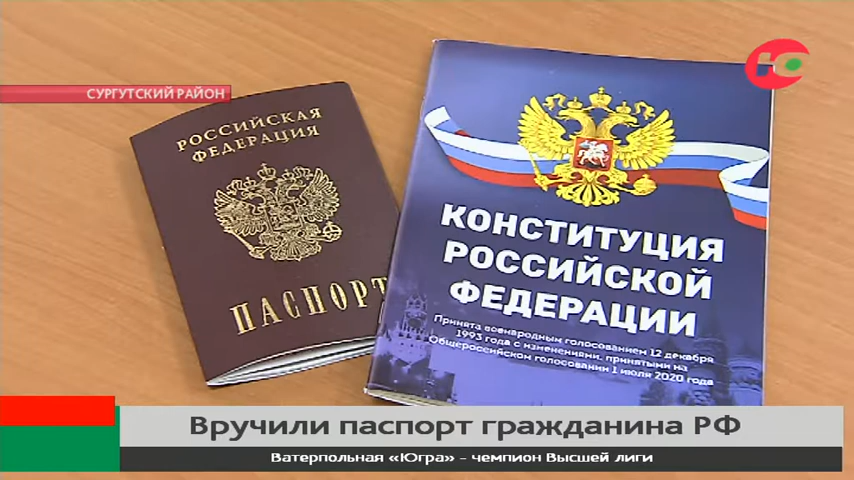 СУРГУТСКИЙ РАЙОН
Ю
РОССИЙСКАЯ
ФЕДЕРАЦИЯ
ПАСПОРТ
КОНСТИТУЦИЯ
РОССИЙСКОЙ
ФЕДЕРАЦИИ
Принята всенародным голосованием 12 декабря
1993 года с изменениями, принятыми на
Общероссийском голосовании 1 июля 2020 года
Вручили паспорт гражданина РФ
Ватерпольная «Югра» - чемпион Высшей лиги